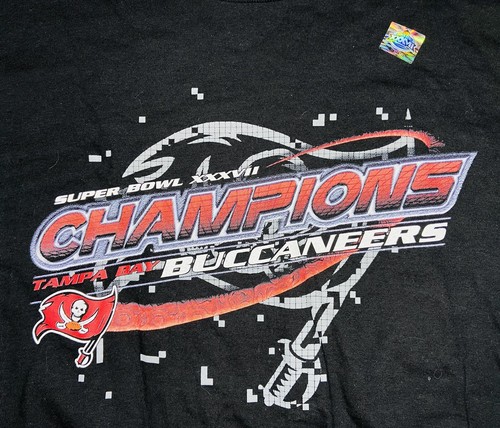 SUPER BOWL XXXVII
CHAMPIONS
TAMPA BAY BUCCANEERS